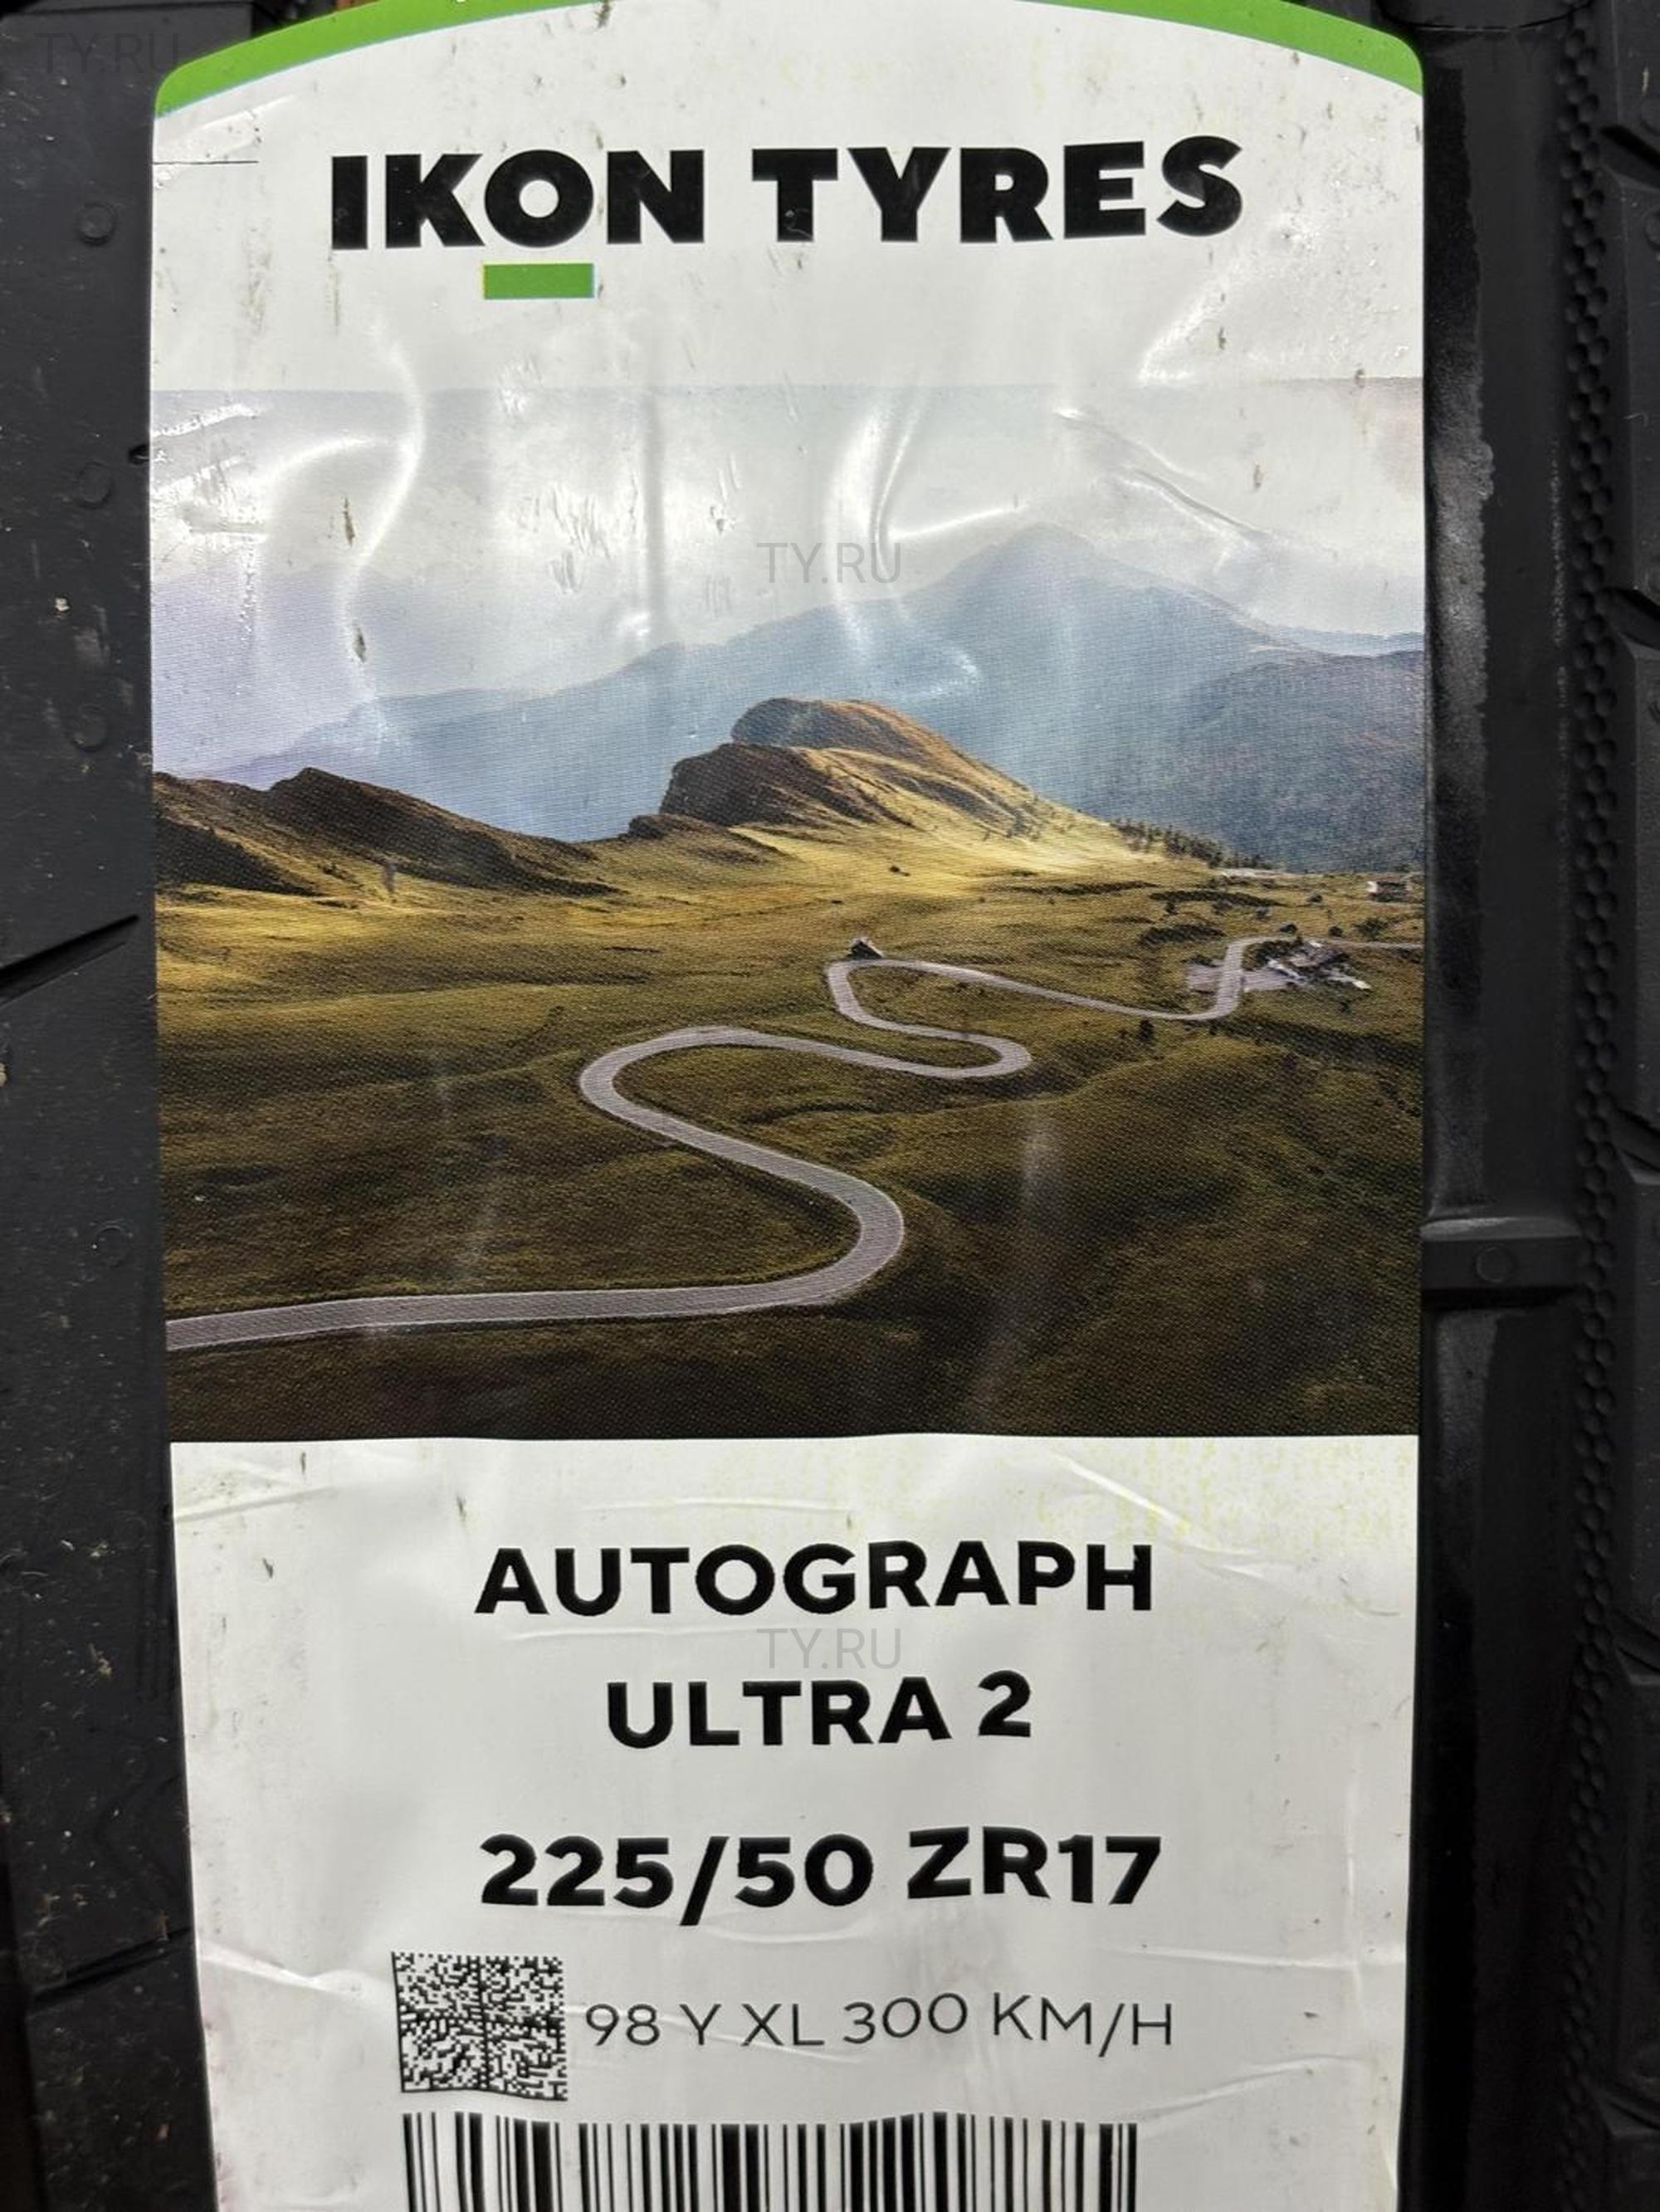 TY.RU
IKON TYRES
TY.RU
AUTOGRAPH
TY.RU
ULTRA 2
225/50 ZR17
98 Y XL 300 KM/H